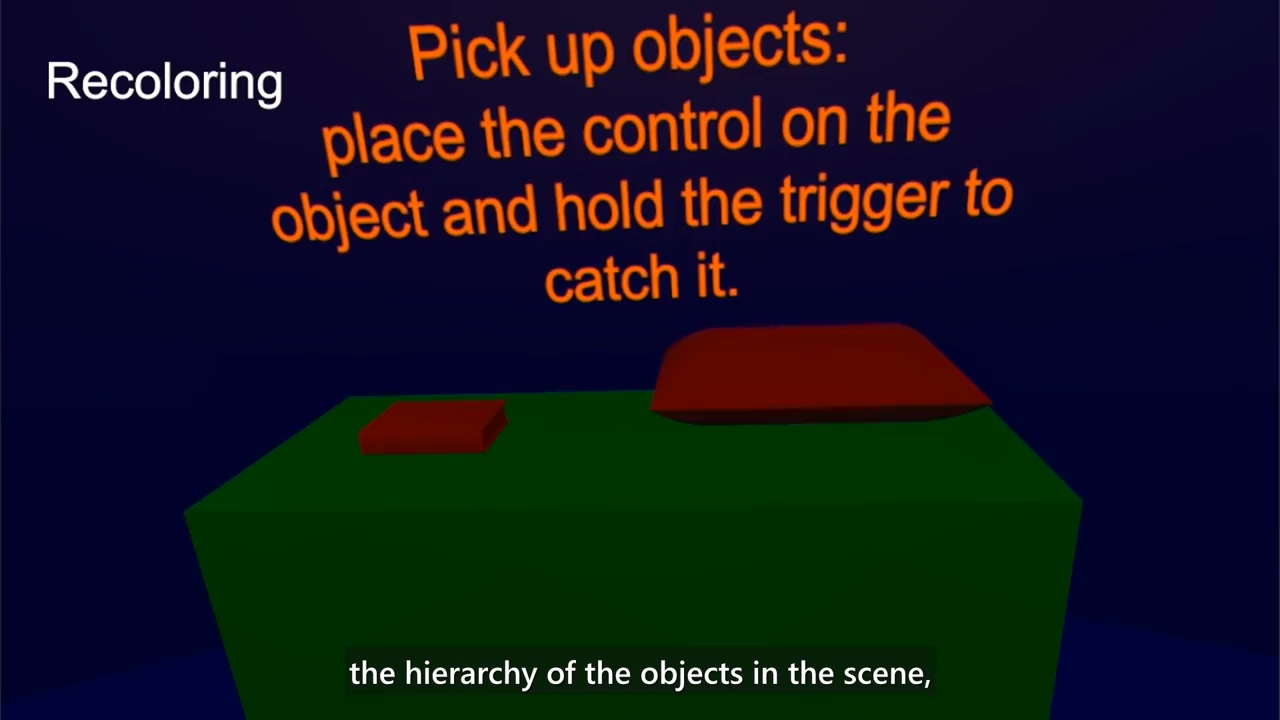 Pick up objects:
Recoloring
place the control on the
object and hold the trigger to
catch it.
the hierarchy of the objects in the scene,